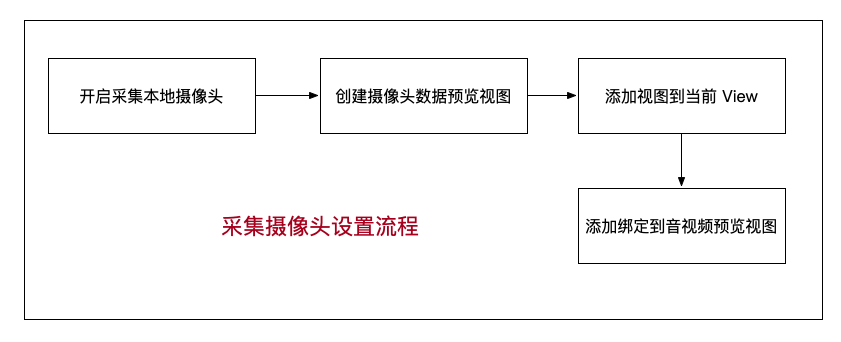 开启采集本地摄像头
创建摄像头数据预览视图
添加视图到当前 View
添加绑定到音视频预览视图
采集摄像头设置流程